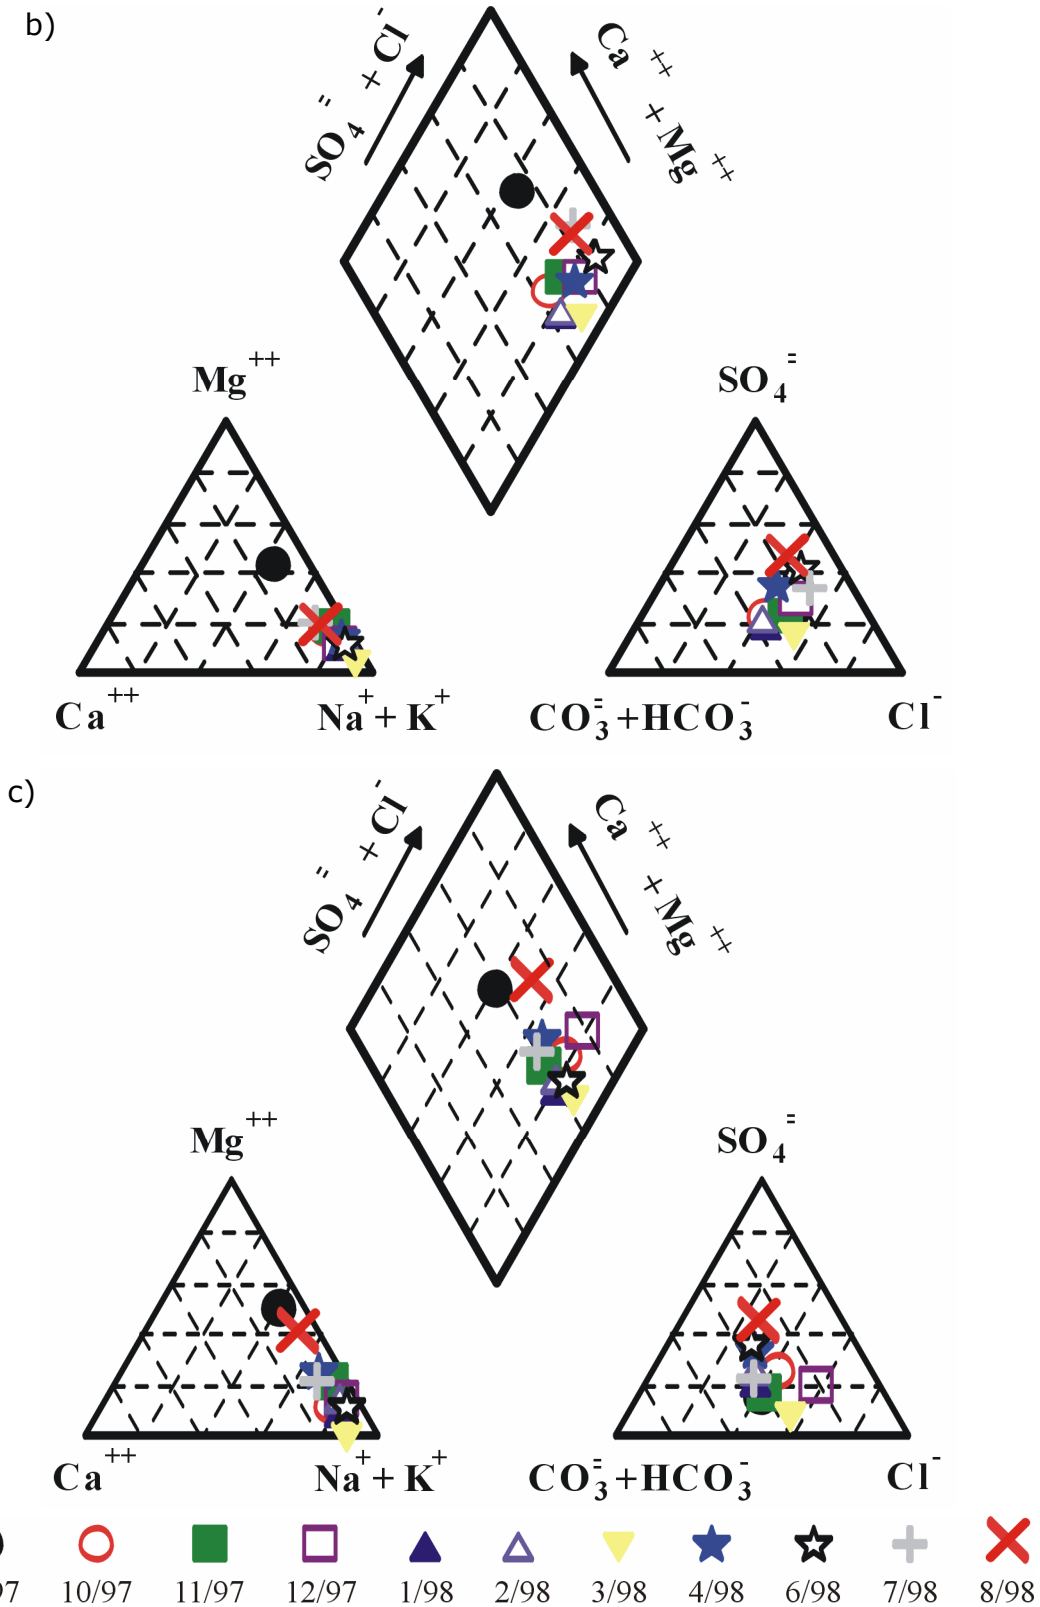 b)
SO4= + Cl-
Ca++ + Mg++
Mg++
SO4=
Ca++
Na+ + K+
CO3= +HCO3-
Cl-
c)
SO4= + Cl-
Ca++ + Mg++
Mg++
SO4=
Ca++
Na+ + K+
CO3= +HCO3-
Cl-
97 10/97 11/97 12/97 1/98 2/98 3/98 4/98 6/98 7/98 8/98